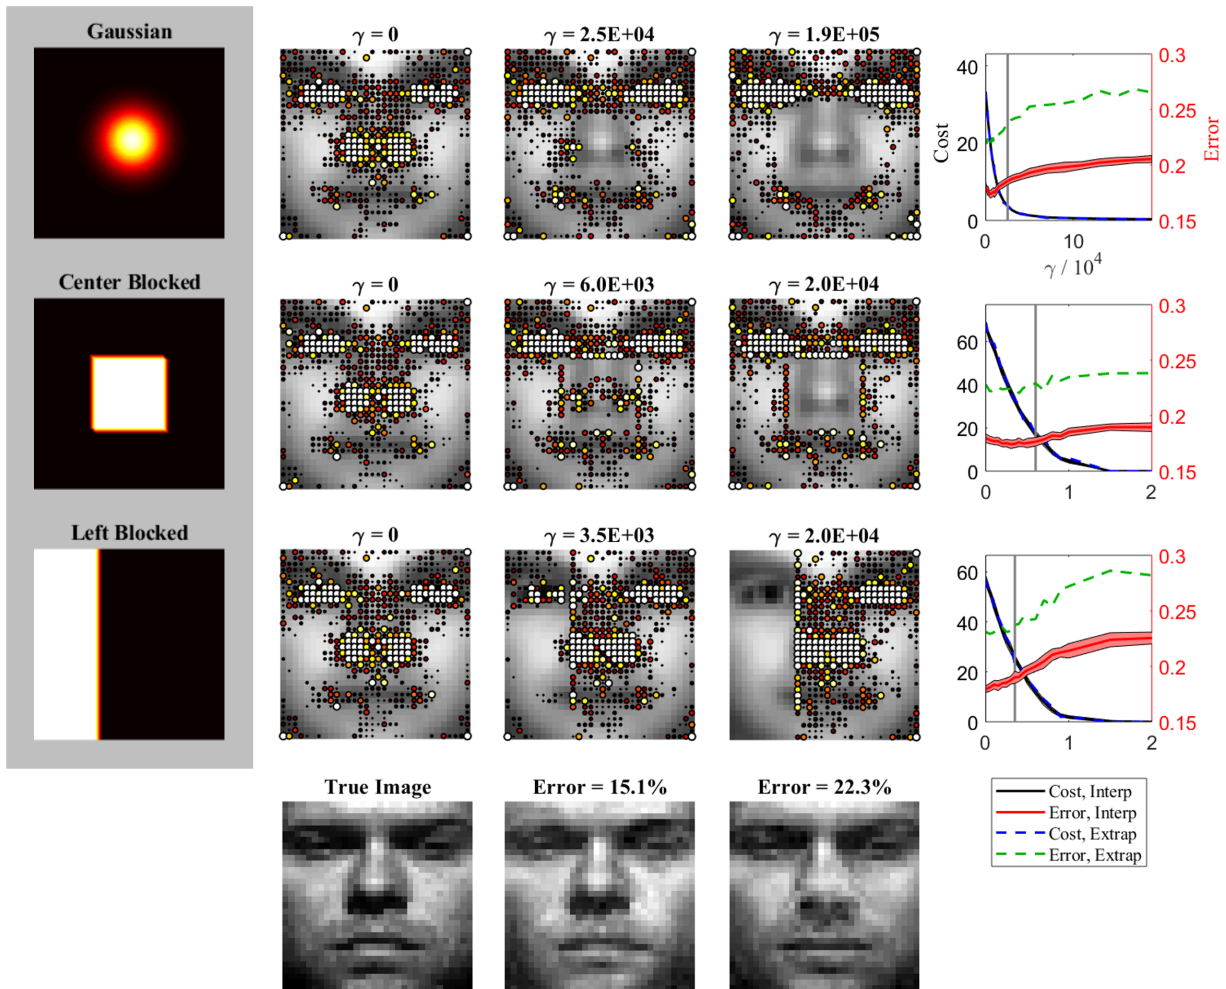 Gaussian
γ = 0
γ = 2.5E+04
γ = 1.9E+05
40
20
0
Cost
0.3
0.25
0.2
0.15
Error
0
10
γ / 10⁴
Center Blocked
γ = 0
γ = 6.0E+03
γ = 2.0E+04
60
40
20
0
0.3
0.25
0.2
0.15
0
1
2
Left Blocked
γ = 0
γ = 3.5E+03
γ = 2.0E+04
60
40
20
0
0.3
0.25
0.2
0.15
0
1
2
True Image
Error = 15.1%
Error = 22.3%
Cost, Interp
Error, Interp
Cost, Extrap
Error, Extrap